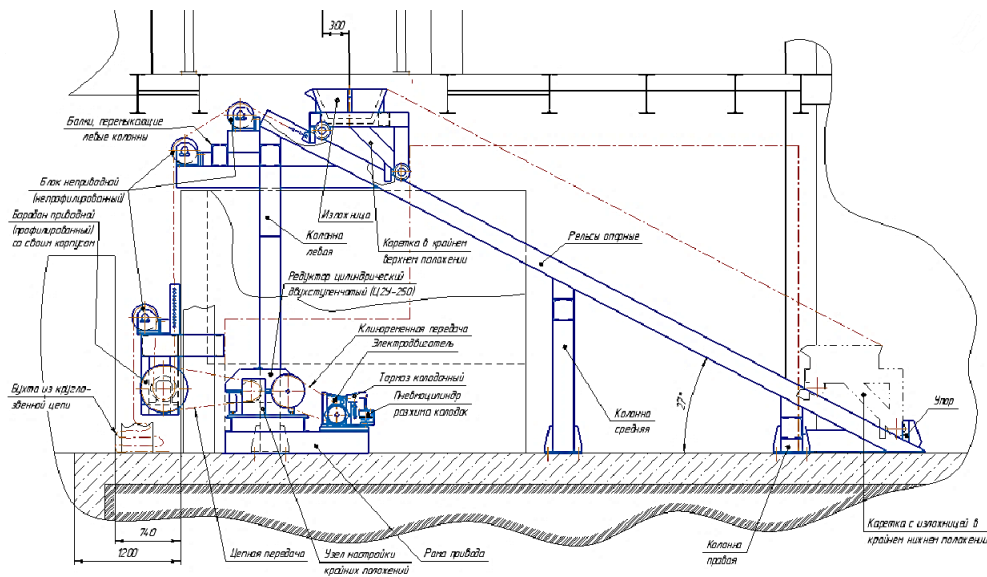 300
Балки, перемыкающие
левые колонны
Блок неприводной
(непрофилированный)
Барабан приводной
(профилированный)
со своим корпусом
Изложница
Колонна
левая
Каретка в крайнем
верхнем положении
Рельсы опорные
Редуктор цилиндрический
двухступенчатый (Ц2У-250)
Клиноременная передача
Электродвигатель
Тормоз колодочный
Пневмоцилиндр
разжима колодок
Бухта из кругло-
звенной цепи
27°
Колонна
средняя
Упор
740
1200
Цепная передача
Узел настройки
крайних положений
Рама привода
Колонна
правая
Каретка с изложницей в
крайнем нижнем положении